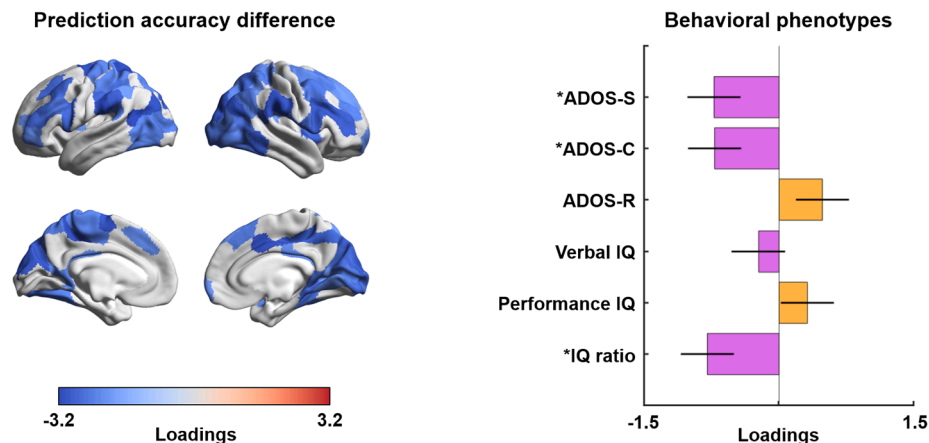 Prediction accuracy difference
-3.2
3.2
Loadings
Behavioral phenotypes
*ADOS-S
*ADOS-C
ADOS-R
Verbal IQ
Performance IQ
*IQ ratio
-1.5
1.5
Loadings